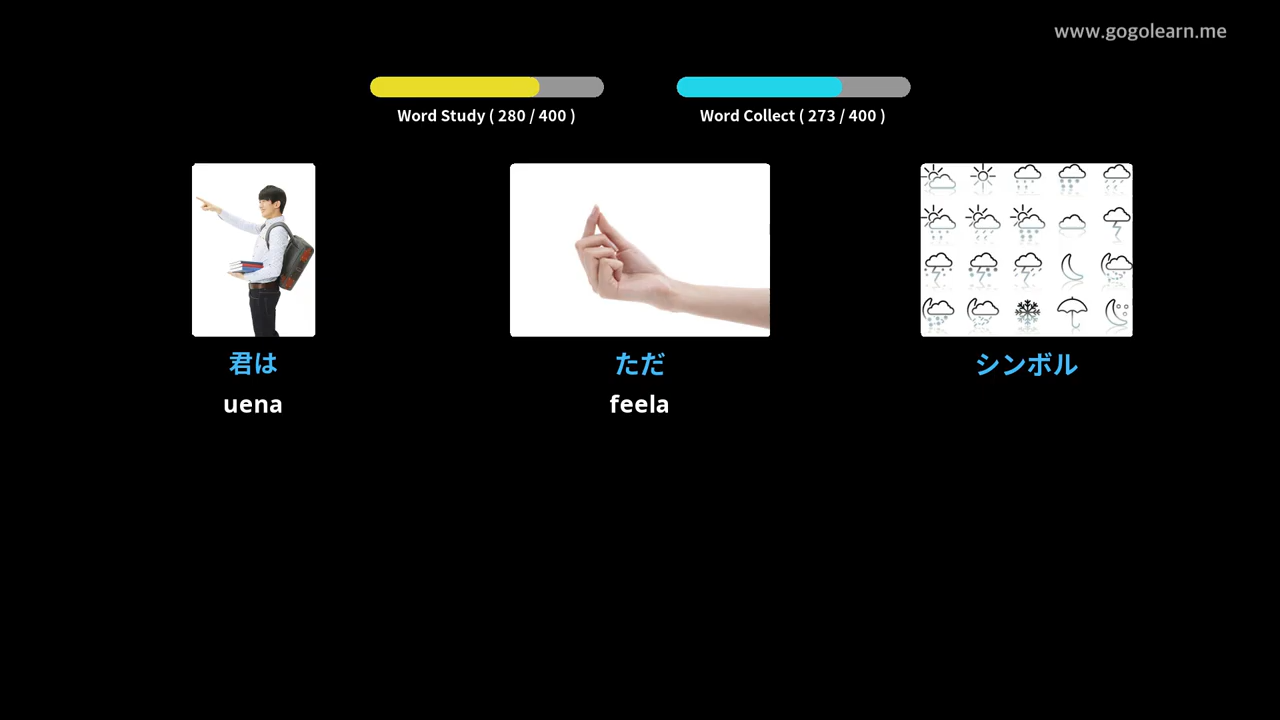 www.gogolearn.me
Word Study ( 280 / 400 )
Word Collect ( 273 / 400 )
君は
ただ
シンボル
uena
feela